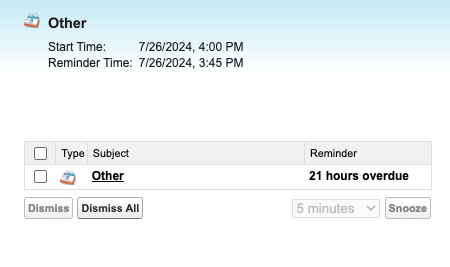 Other
Start Time: 7/26/2024, 4:00 PM
Reminder Time: 7/26/2024, 3:45 PM
Type Subject Reminder
Other 21 hours overdue
Dismiss Dismiss All 5 minutes Snooze